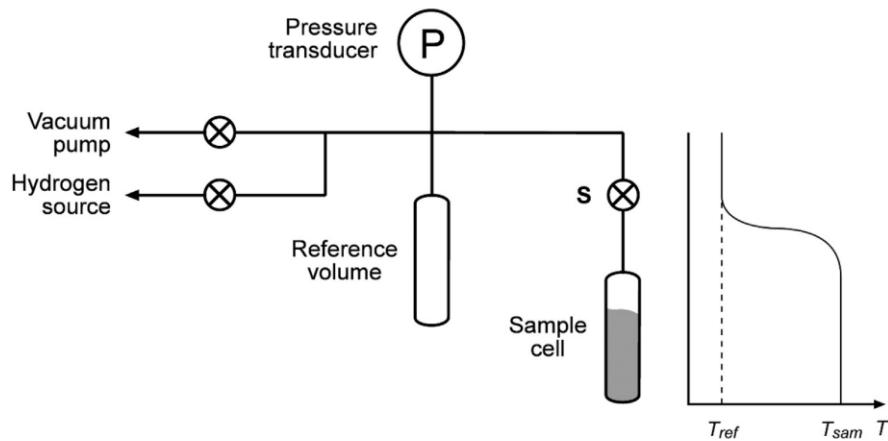 Pressure
transducer
P
Vacuum
pump
Hydrogen
source
S
Reference
volume
Sample
cell
T_ref
T_sam
T